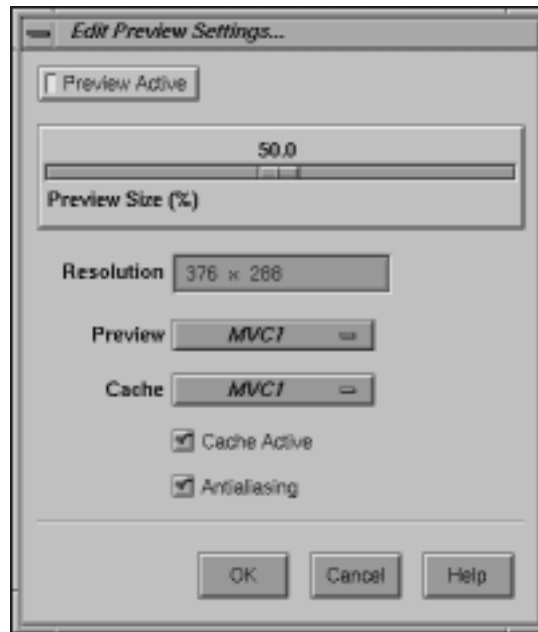 Edit Preview Settings...
Preview Active
50.0
Preview Size (%)
Resolution 376 × 288
Preview MVC1
Cache MVC1
Cache Active
Antialiasing
OK Cancel Help